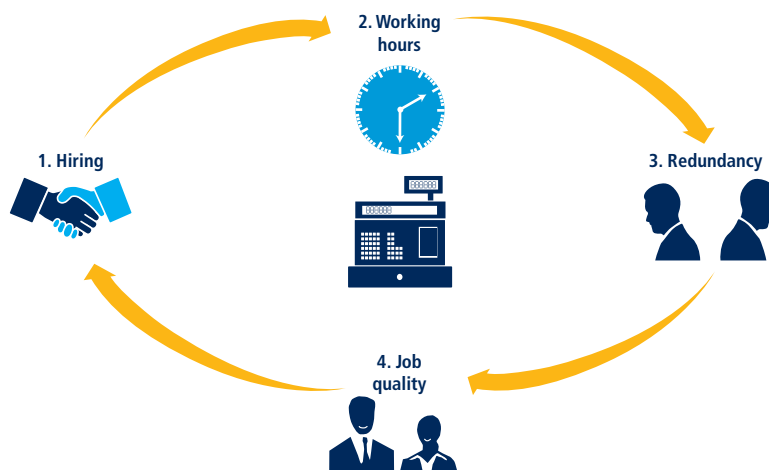 2. Working
hours
1. Hiring
3. Redundancy
4. Job
quality